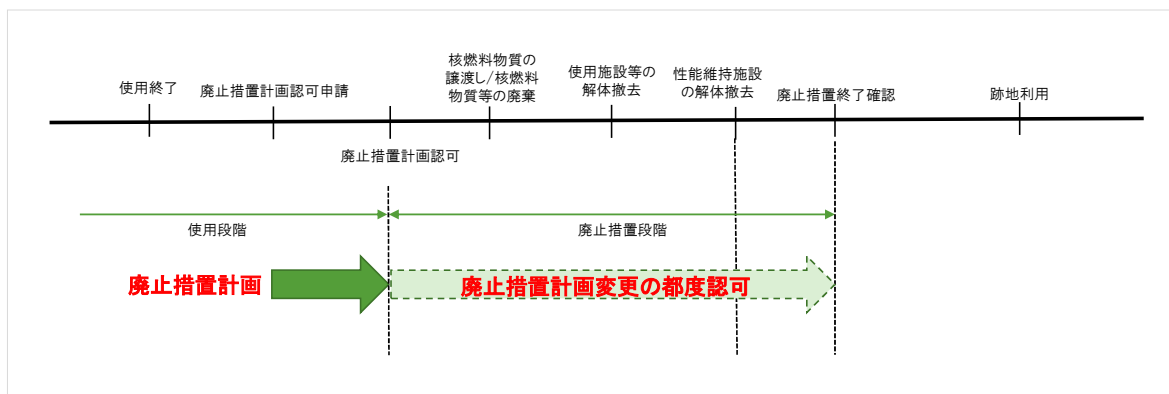 使用終了
廃止措置計画認可申請
核燃料物質の
譲渡し/核燃料
物質等の廃棄
使用施設等の
解体撤去
性能維持施設
の解体撤去
廃止措置終了確認
跡地利用
廃止措置計画認可
使用段階
廃止措置段階
廃止措置計画
廃止措置計画変更の都度認可